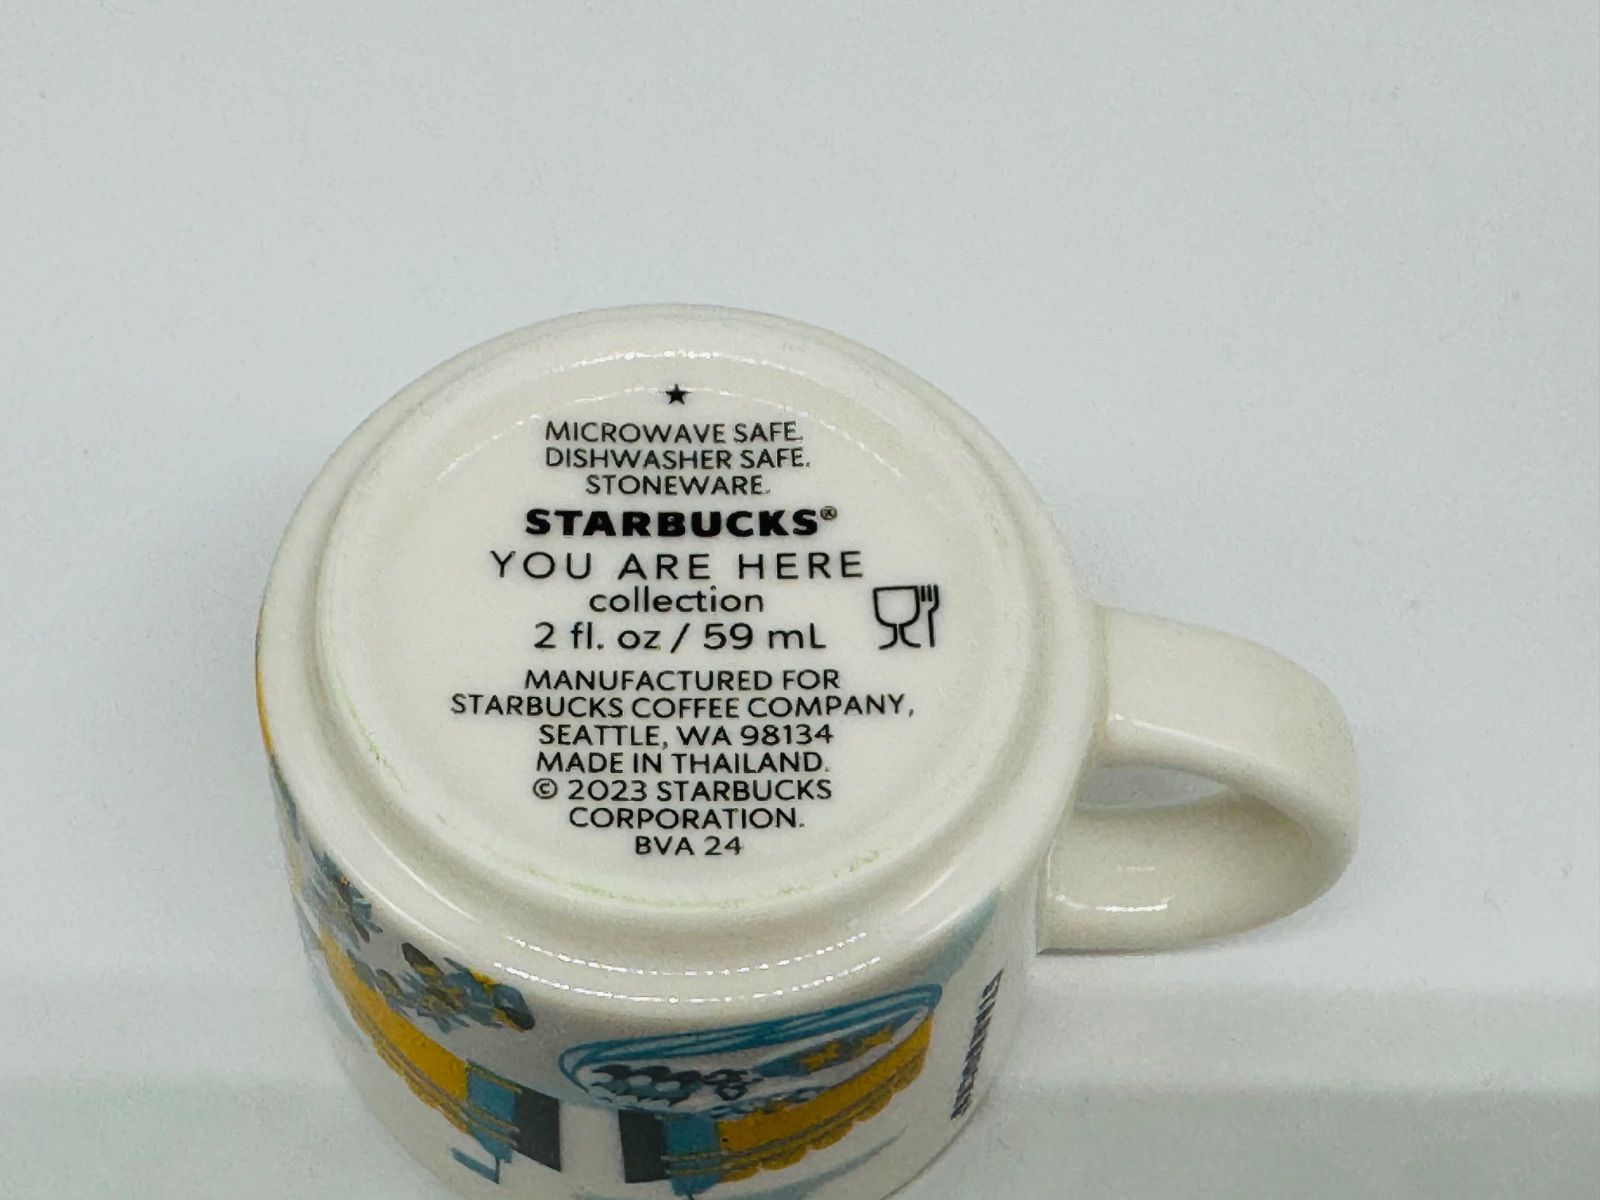 MICROWAVE SAFE.
DISHWASHER SAFE.
STONEWARE.
STARBUCKS®
YOU ARE HERE
collection
2 fl. oz / 59 mL
MANUFACTURED FOR
STARBUCKS COFFEE COMPANY,
SEATTLE, WA 98134
MADE IN THAILAND.
© 2023 STARBUCKS
CORPORATION.
BVA 24
STARBUCKS